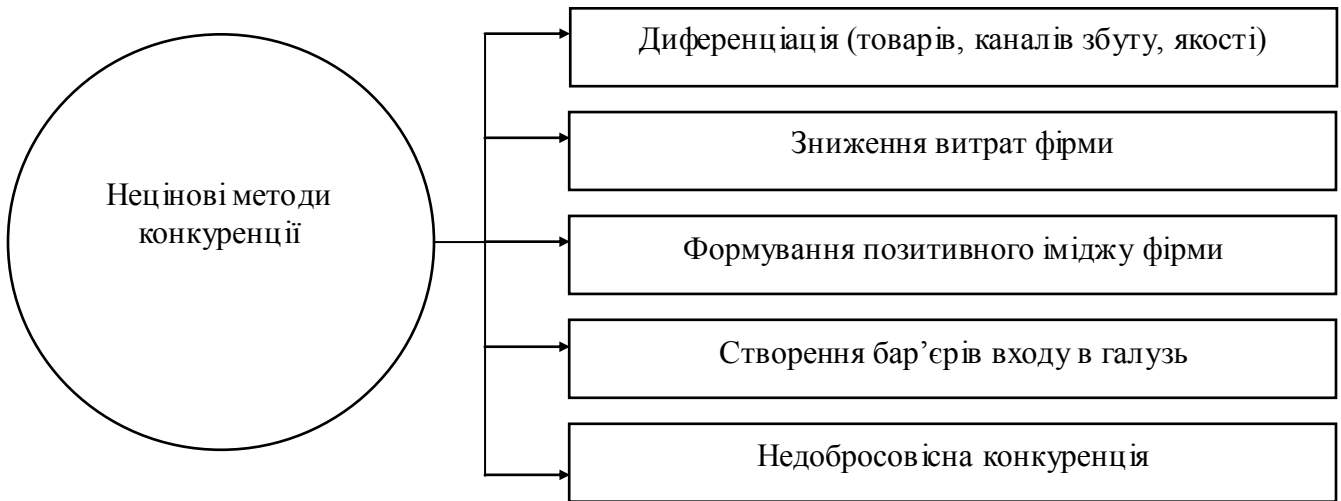 Нецінові методи
конкуренції
Диференціація (товарів, каналів збуту, якості)
Зниження витрат фірми
Формування позитивного іміджу фірми
Створення бар’єрів входу в галузь
Недобросовісна конкуренція